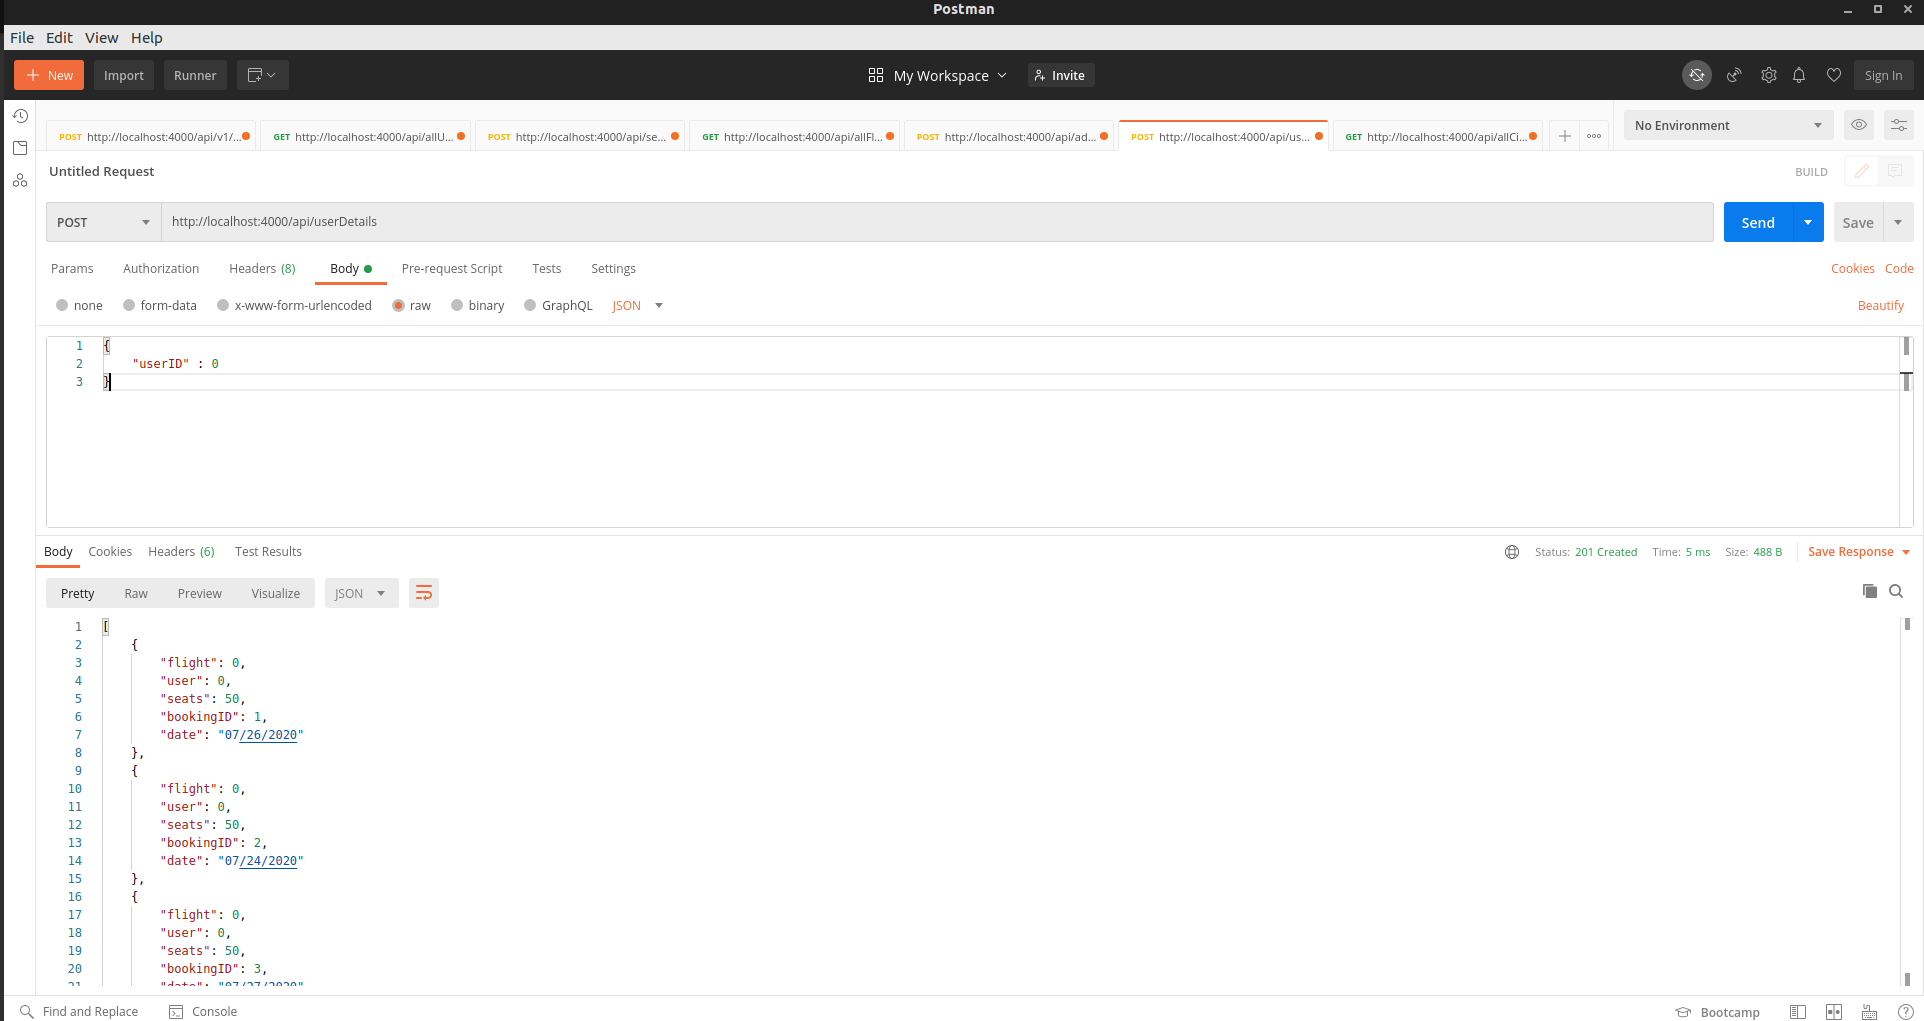 Postman
File Edit View Help
New Import Runner My Workspace Invite Sign In
POST http://localhost:4000/api/v1/... GET http://localhost:4000/api/allU... POST http://localhost:4000/api/se... GET http://localhost:4000/api/allFl... POST http://localhost:4000/api/ad... POST http://localhost:4000/api/us... GET http://localhost:4000/api/allCi... No Environment
Untitled Request BUILD
POST http://localhost:4000/api/userDetails Send Save
Params Authorization Headers (8) Body Pre-request Script Tests Settings Cookies Code
none form-data x-www-form-urlencoded raw binary GraphQL JSON Beautify
1 {
2 "userID" : 0
3 }
Body Cookies Headers (6) Test Results Status: 201 Created Time: 5 ms Size: 488 B Save Response
Pretty Raw Preview Visualize JSON
1 [
2 {
3 "flight": 0,
4 "user": 0,
5 "seats": 50,
6 "bookingID": 1,
7 "date": "07/26/2020"
8 },
9 {
10 "flight": 0,
11 "user": 0,
12 "seats": 50,
13 "bookingID": 2,
14 "date": "07/24/2020"
15 },
16 {
17 "flight": 0,
18 "user": 0,
19 "seats": 50,
20 "bookingID": 3,
21 "date": "07/27/2020"
Find and Replace Console Bootcamp